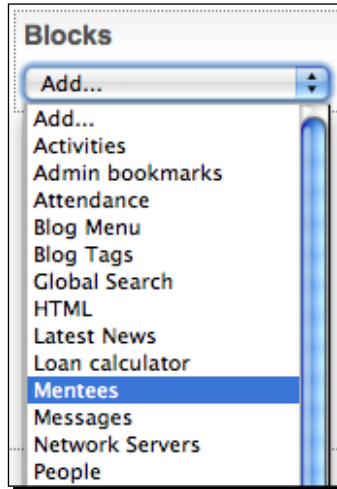 Blocks
Add...
Add...
Activities
Admin bookmarks
Attendance
Blog Menu
Blog Tags
Global Search
HTML
Latest News
Loan calculator
Mentees
Messages
Network Servers
People